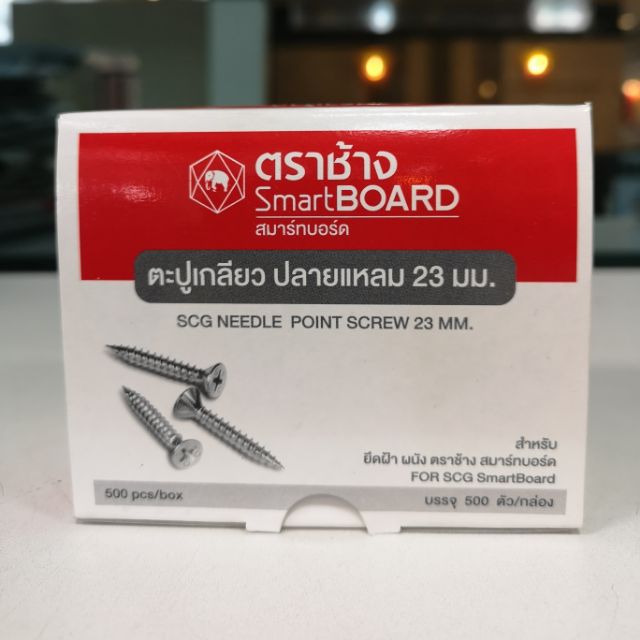 ตราช้าง
SmartBOARD
สมาร์ทบอร์ด
ตะปูเกลียว ปลายแหลม 23 มม.
SCG NEEDLE POINT SCREW 23 MM.
สำหรับ
ยึดฝ้า ผนัง ตราช้าง สมาร์ทบอร์ด
FOR SCG SmartBoard
500 pcs/box
บรรจุ 500 ตัว/กล่อง